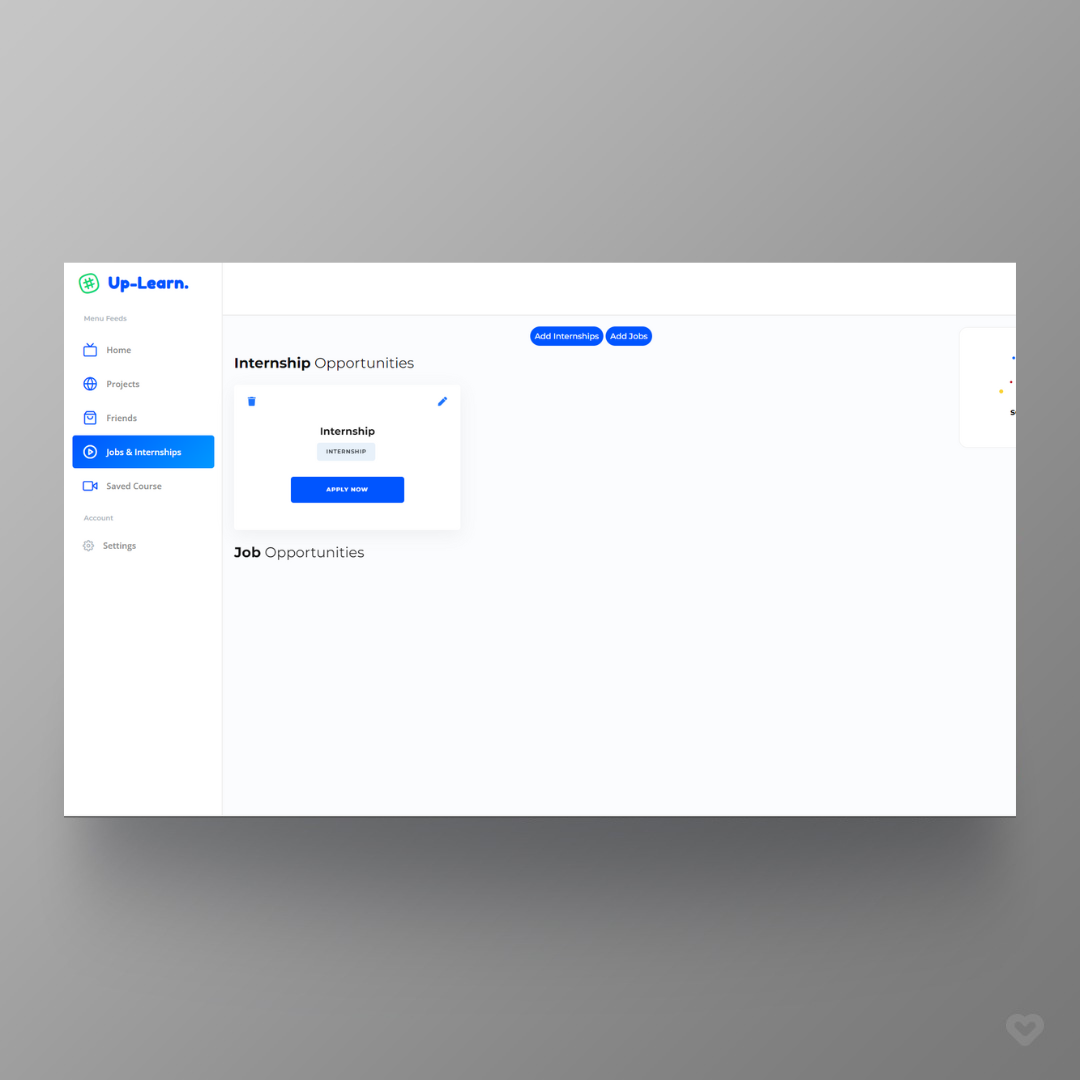 Up-Learn.
Menu Feeds
Home
Projects
Friends
Jobs & Internships
Saved Course
Account
Settings
Add Internships
Add Jobs
Internship Opportunities
Internship
INTERNSHIP
APPLY NOW
Job Opportunities